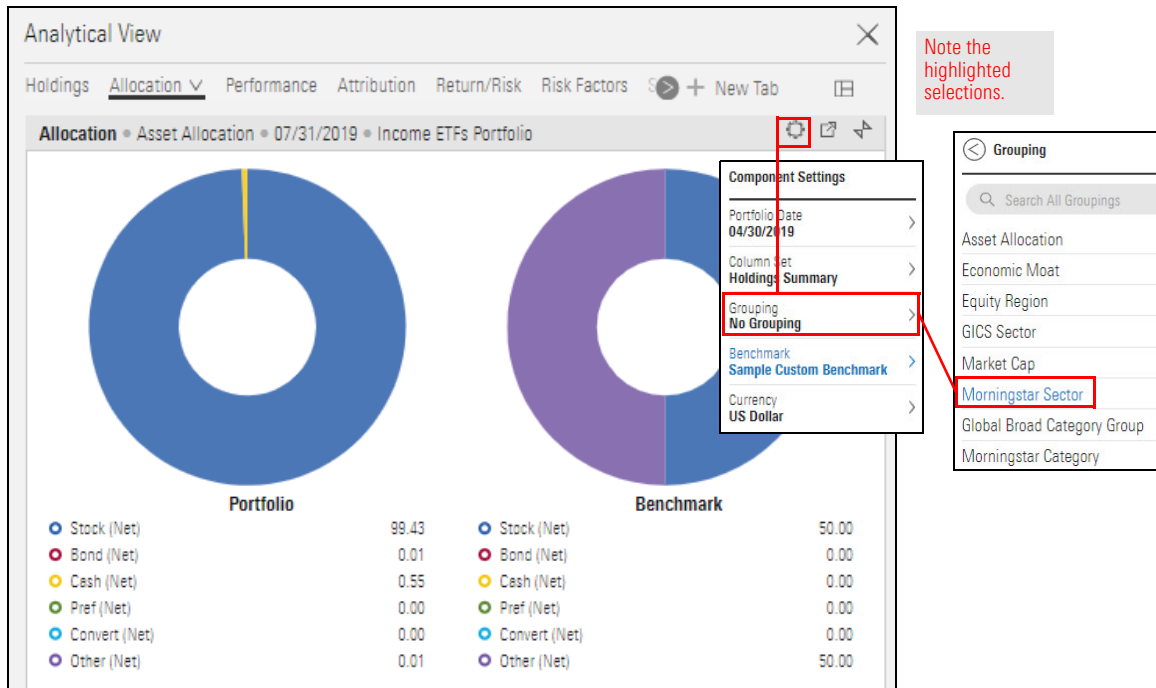 Analytical View
Holdings Allocation Performance Attribution Return/Risk Risk Factors S + New Tab
Allocation • Asset Allocation • 07/31/2019 • Income ETFs Portfolio
Portfolio
Stock (Net) 99.43
Bond (Net) 0.01
Cash (Net) 0.55
Pref (Net) 0.00
Convert (Net) 0.00
Other (Net) 0.01
Benchmark
Stock (Net) 50.00
Bond (Net) 0.00
Cash (Net) 0.00
Pref (Net) 0.00
Convert (Net) 0.00
Other (Net) 50.00
Component Settings
Portfolio Date
04/30/2019
Column Set
Holdings Summary
Grouping
No Grouping
Benchmark
Sample Custom Benchmark
Currency
US Dollar
Note the
highlighted
selections.
Grouping
Search All Groupings
Asset Allocation
Economic Moat
Equity Region
GICS Sector
Market Cap
Morningstar Sector
Global Broad Category Group
Morningstar Category